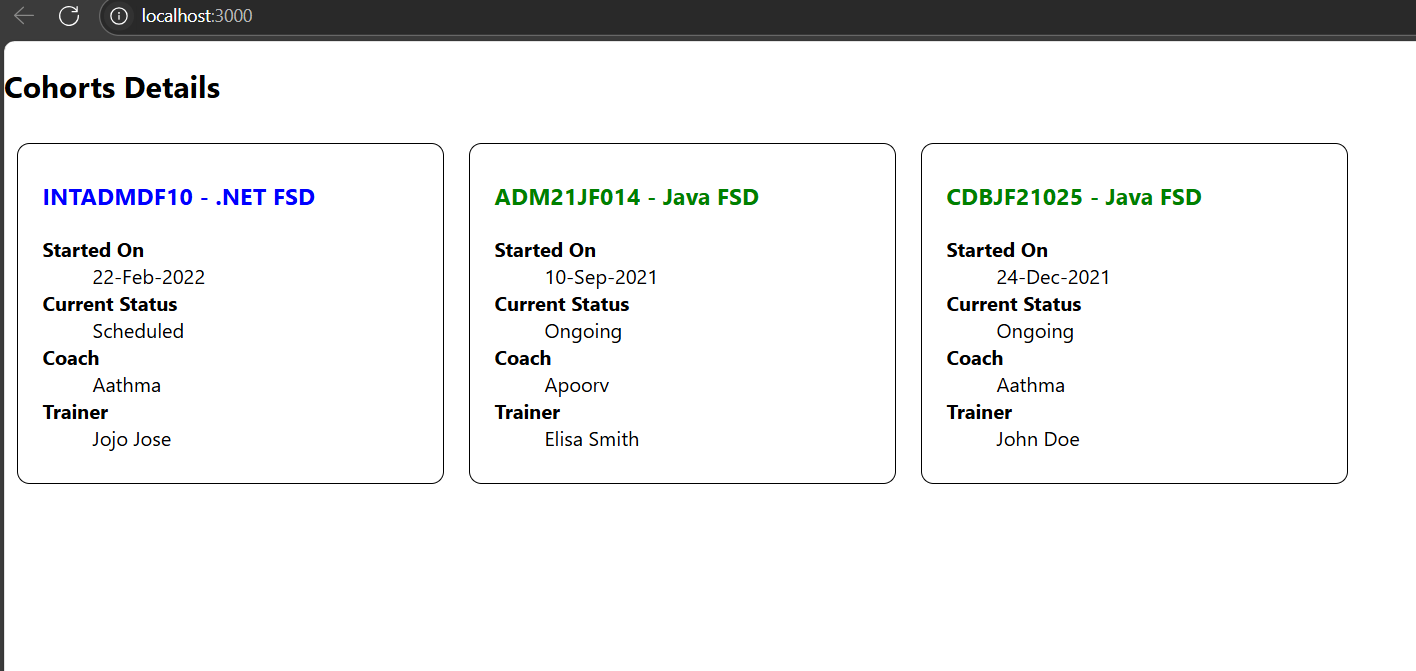 localhost:3000
Cohorts Details
INTADMDF10 - .NET FSD
Started On
22-Feb-2022
Current Status
Scheduled
Coach
Aathma
Trainer
Jojo Jose
ADM21JF014 - Java FSD
Started On
10-Sep-2021
Current Status
Ongoing
Coach
Apoorv
Trainer
Elisa Smith
CDBJF21025 - Java FSD
Started On
24-Dec-2021
Current Status
Ongoing
Coach
Aathma
Trainer
John Doe